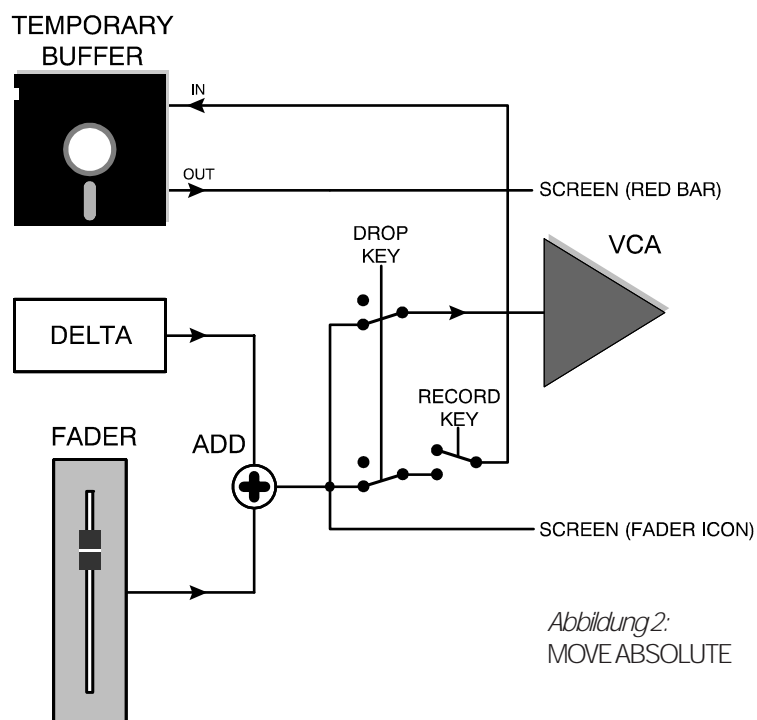 TEMPORARY
BUFFER
IN
OUT
SCREEN (RED BAR)
DROP
KEY
VCA
DELTA
RECORD
KEY
FADER
ADD
SCREEN (FADER ICON)
Abbildung 2:
MOVE ABSOLUTE